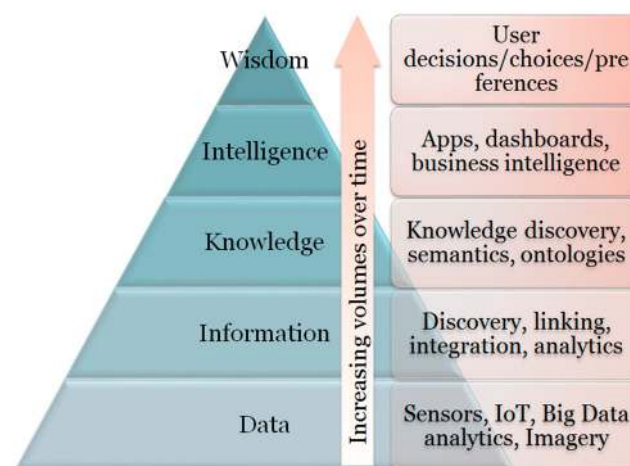 Wisdom
User
decisions/choices/pre
ferences
Intelligence
Apps, dashboards,
business intelligence
Knowledge
Knowledge discovery,
semantics, ontologies
Information
Discovery, linking,
integration, analytics
Data
Sensors, IoT, Big Data
analytics, Imagery
Increasing volumes over time